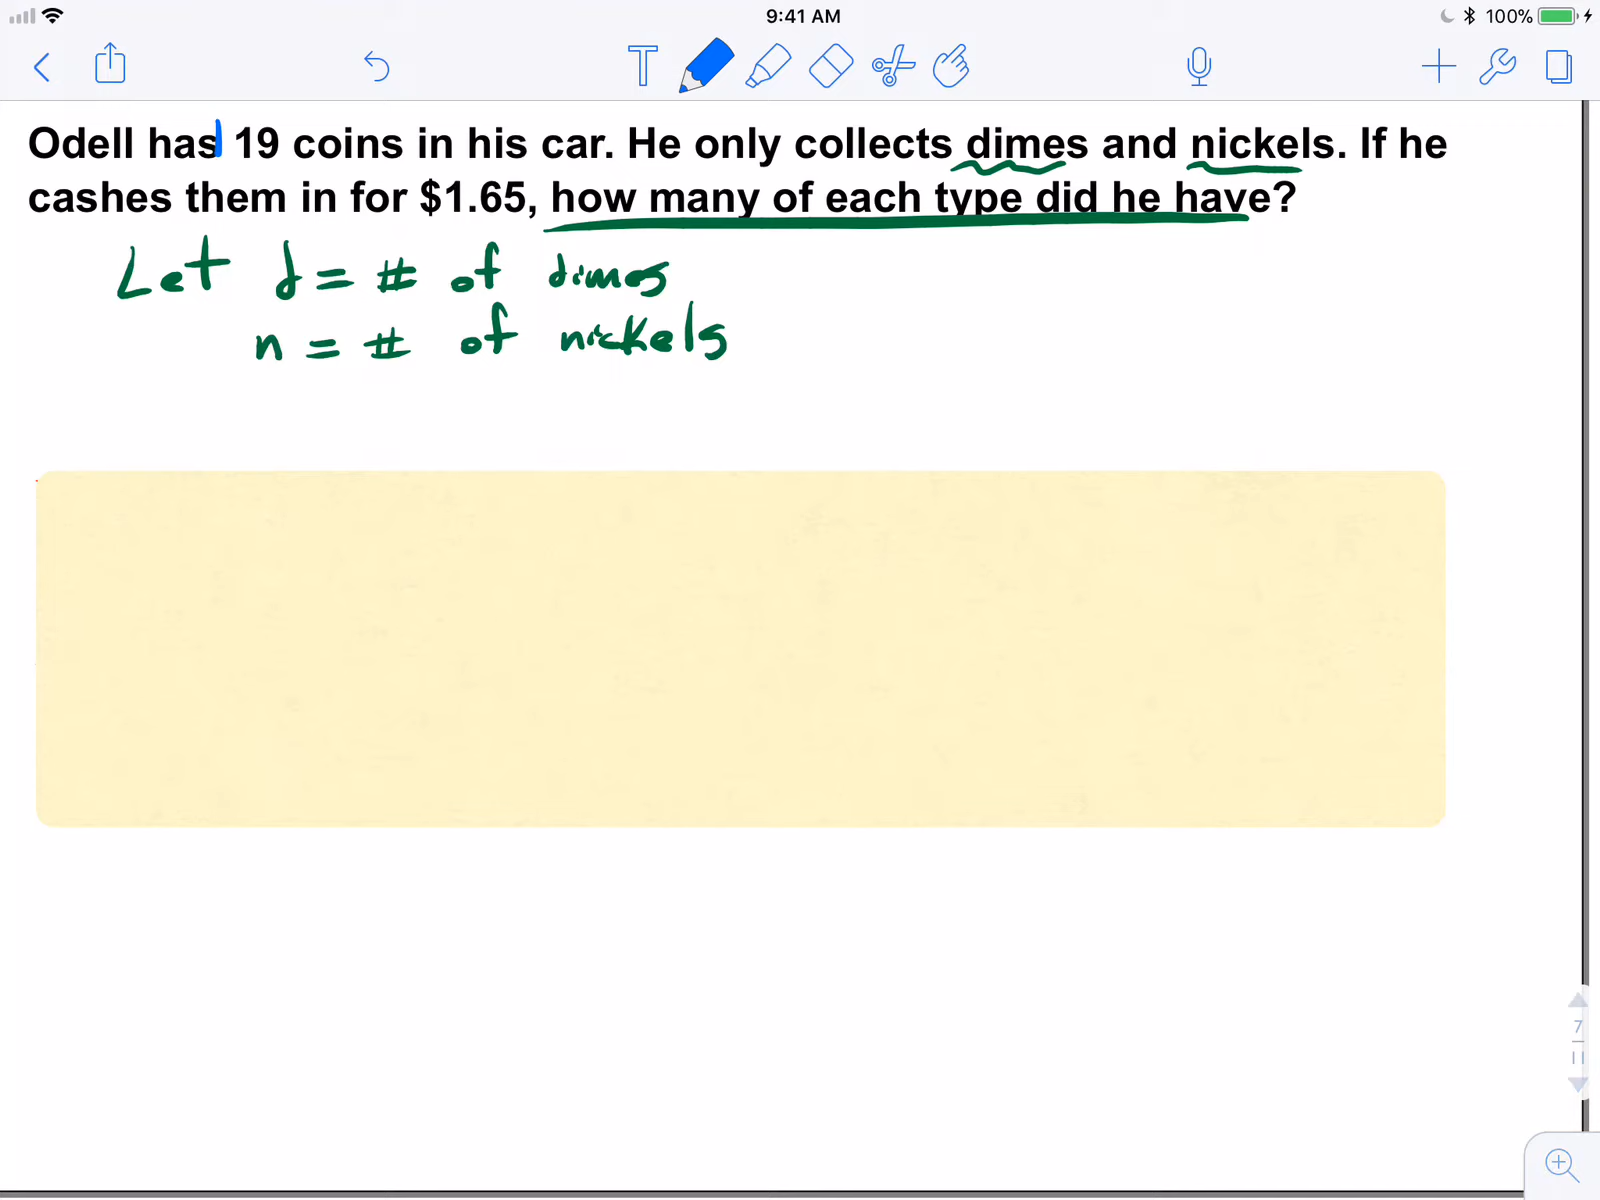 9:41 AM
100%
T
Odell has 19 coins in his car. He only collects dimes and nickels. If he
cashes them in for $1.65, how many of each type did he have?
Let d = # of dimes
n = # of nickels
7
11